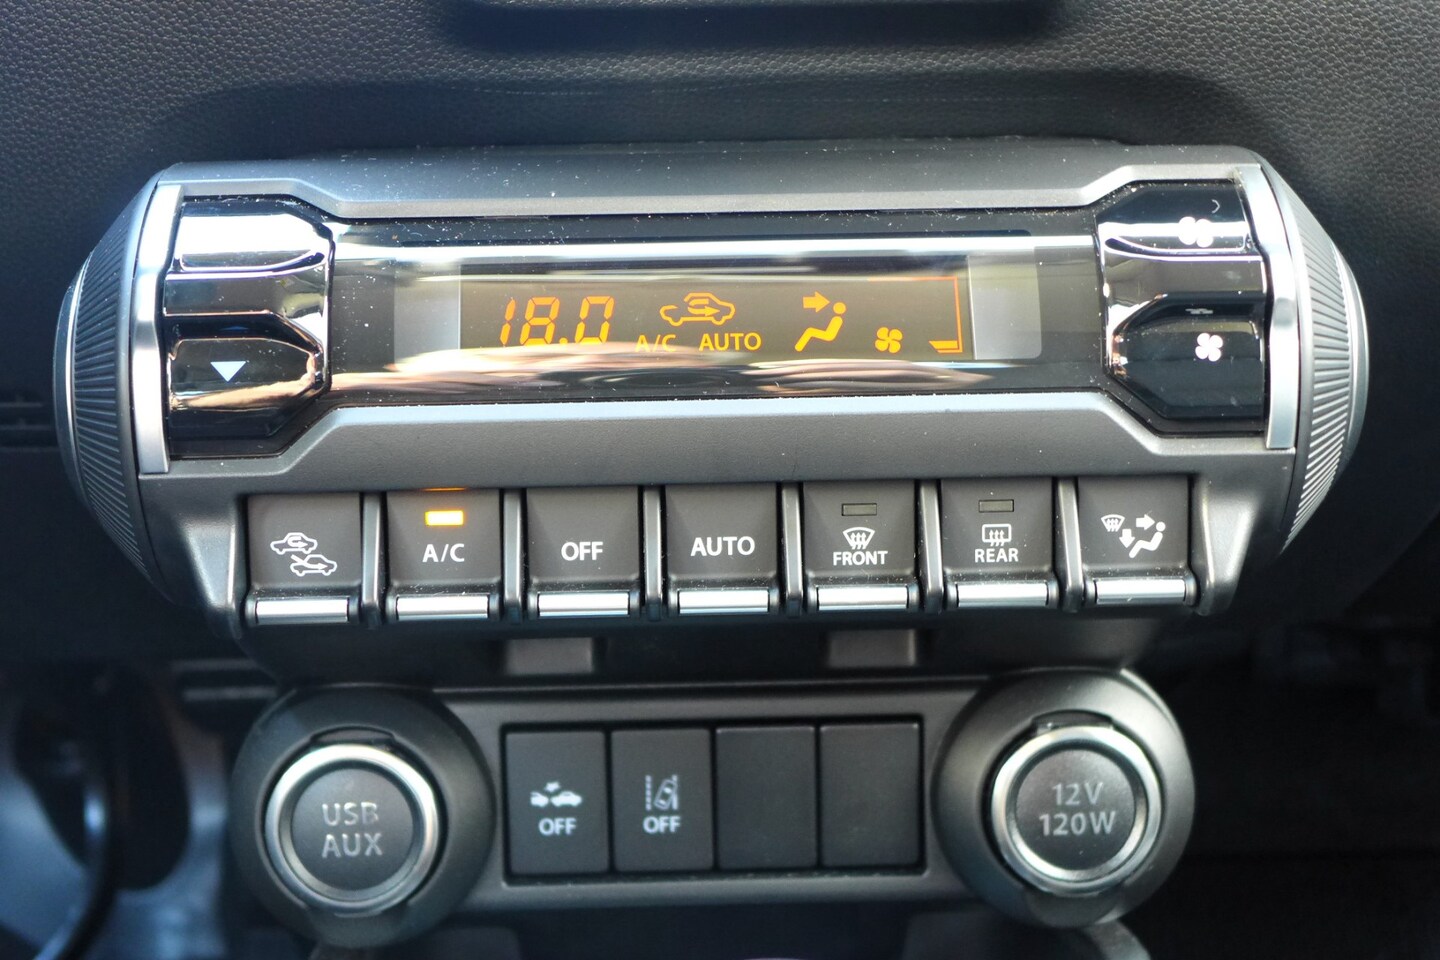 18.0
A/C AUTO
A/C
OFF
AUTO
FRONT
REAR
USB
AUX
OFF
OFF
12V
120W